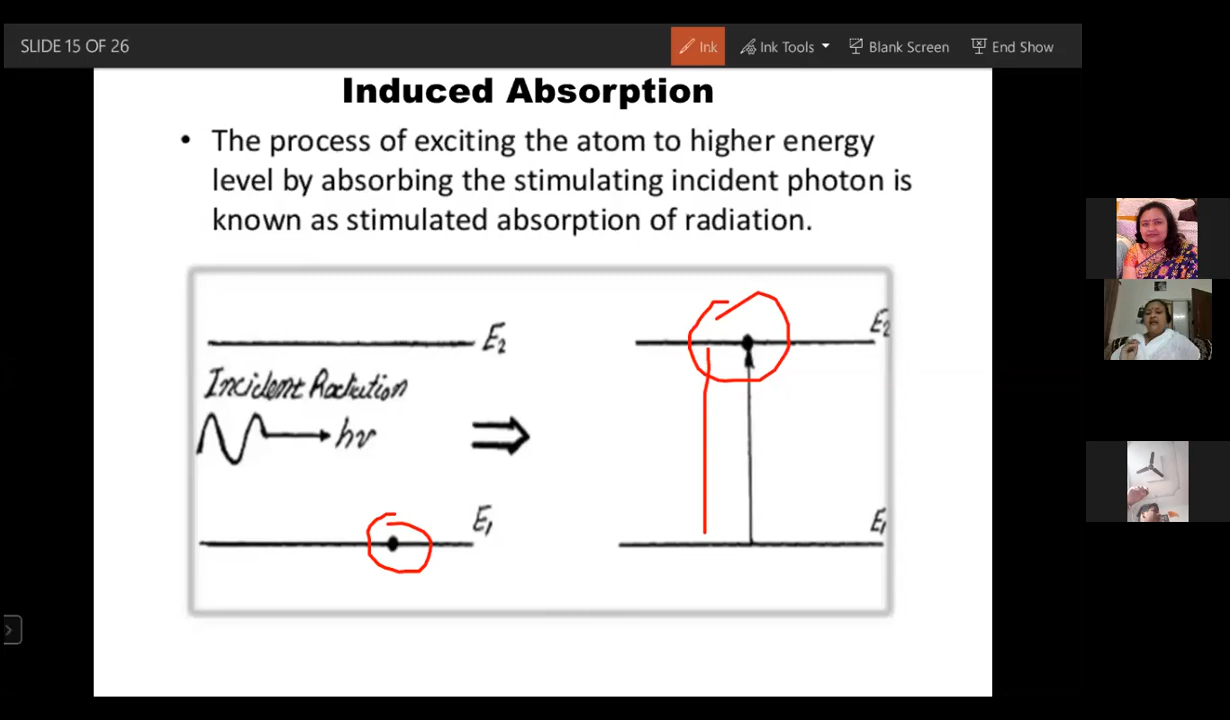 SLIDE 15 OF 26
Ink
Ink Tools
Blank Screen
End Show
Induced Absorption
• The process of exciting the atom to higher energy
level by absorbing the stimulating incident photon is
known as stimulated absorption of radiation.
E2
Incident Radiation
hν
E1
E2
E1